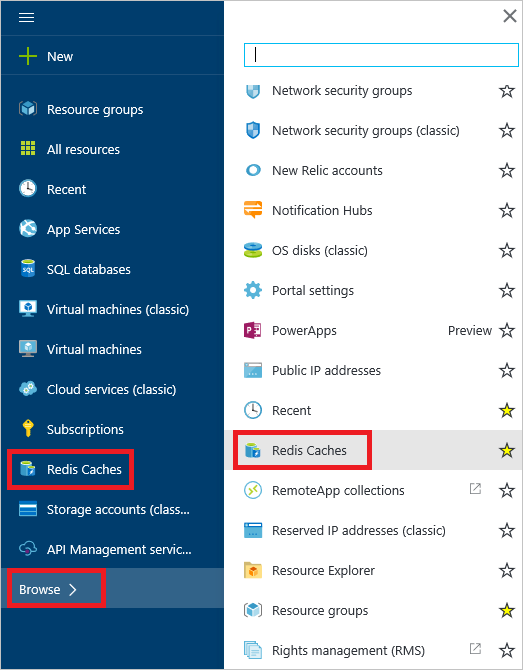 New
Resource groups
All resources
Recent
App Services
SQL databases
Virtual machines (classic)
Virtual machines
Cloud services (classic)
Subscriptions
Redis Caches
Storage accounts (class...
API Management servic...
Browse
Network security groups
Network security groups (classic)
New Relic accounts
Notification Hubs
OS disks (classic)
Portal settings
PowerApps Preview
Public IP addresses
Recent
Redis Caches
RemoteApp collections
Reserved IP addresses (classic)
Resource Explorer
Resource groups
Rights management (RMS)